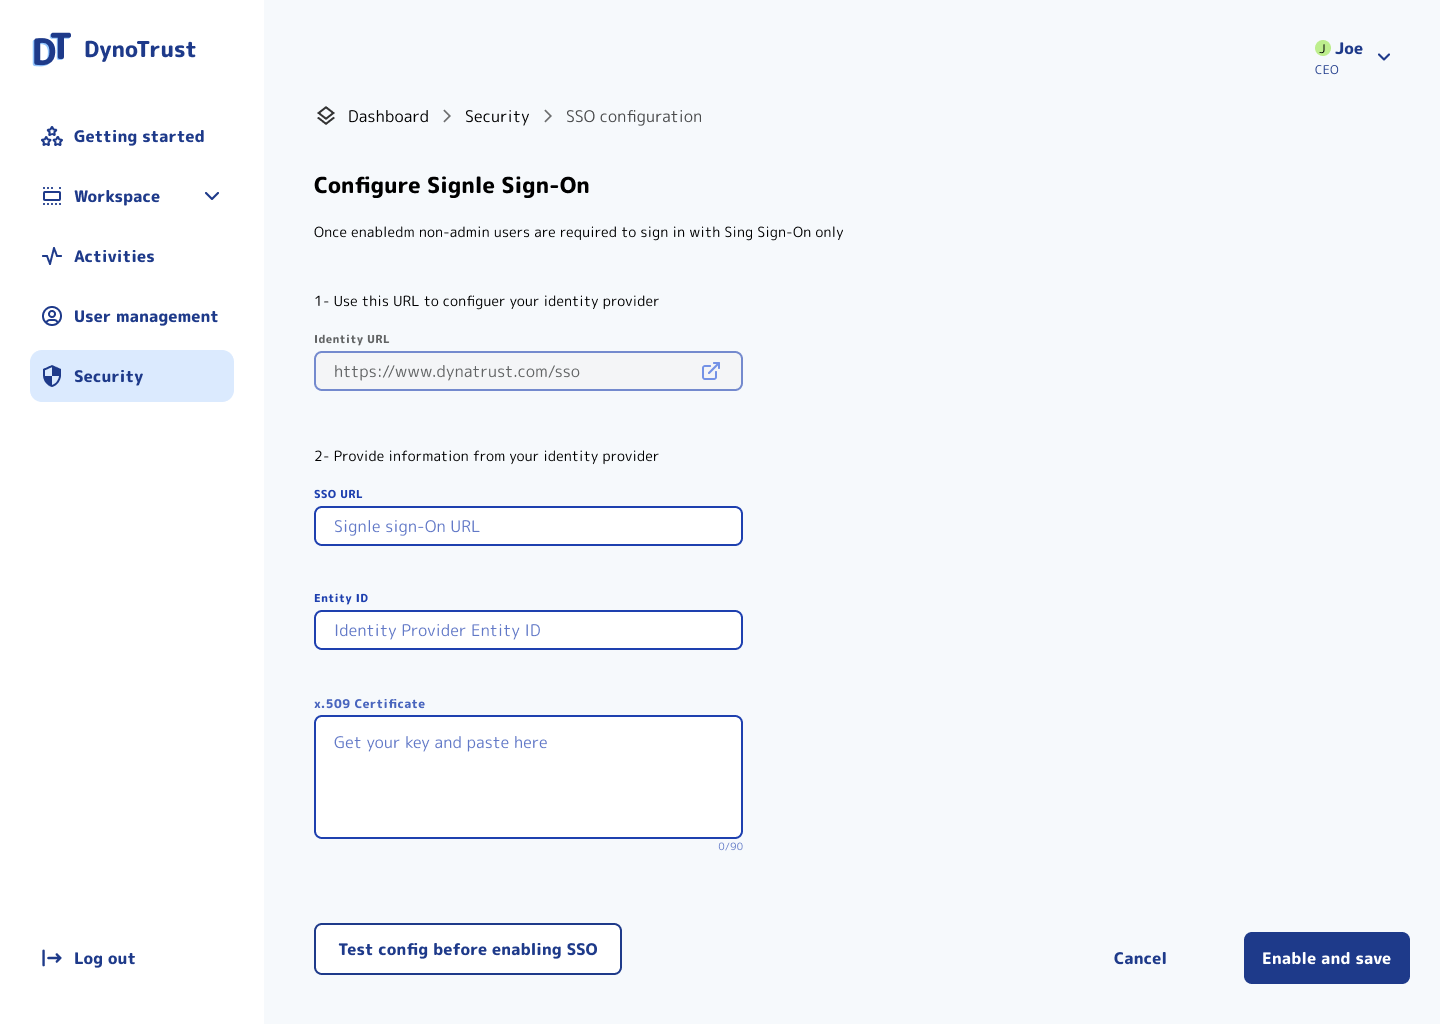 DT DynoTrust
Getting started
Workspace
Activities
User management
Security
Log out
J Joe
CEO
Dashboard > Security > SSO configuration
Configure Signle Sign-On
Once enabledm non-admin users are required to sign in with Sing Sign-On only
1- Use this URL to configuer your identity provider
Identity URL
https://www.dynatrust.com/sso
2- Provide information from your identity provider
SSO URL
Signle sign-On URL
Entity ID
Identity Provider Entity ID
x.509 Certificate
Get your key and paste here
0/90
Test config before enabling SSO
Cancel
Enable and save